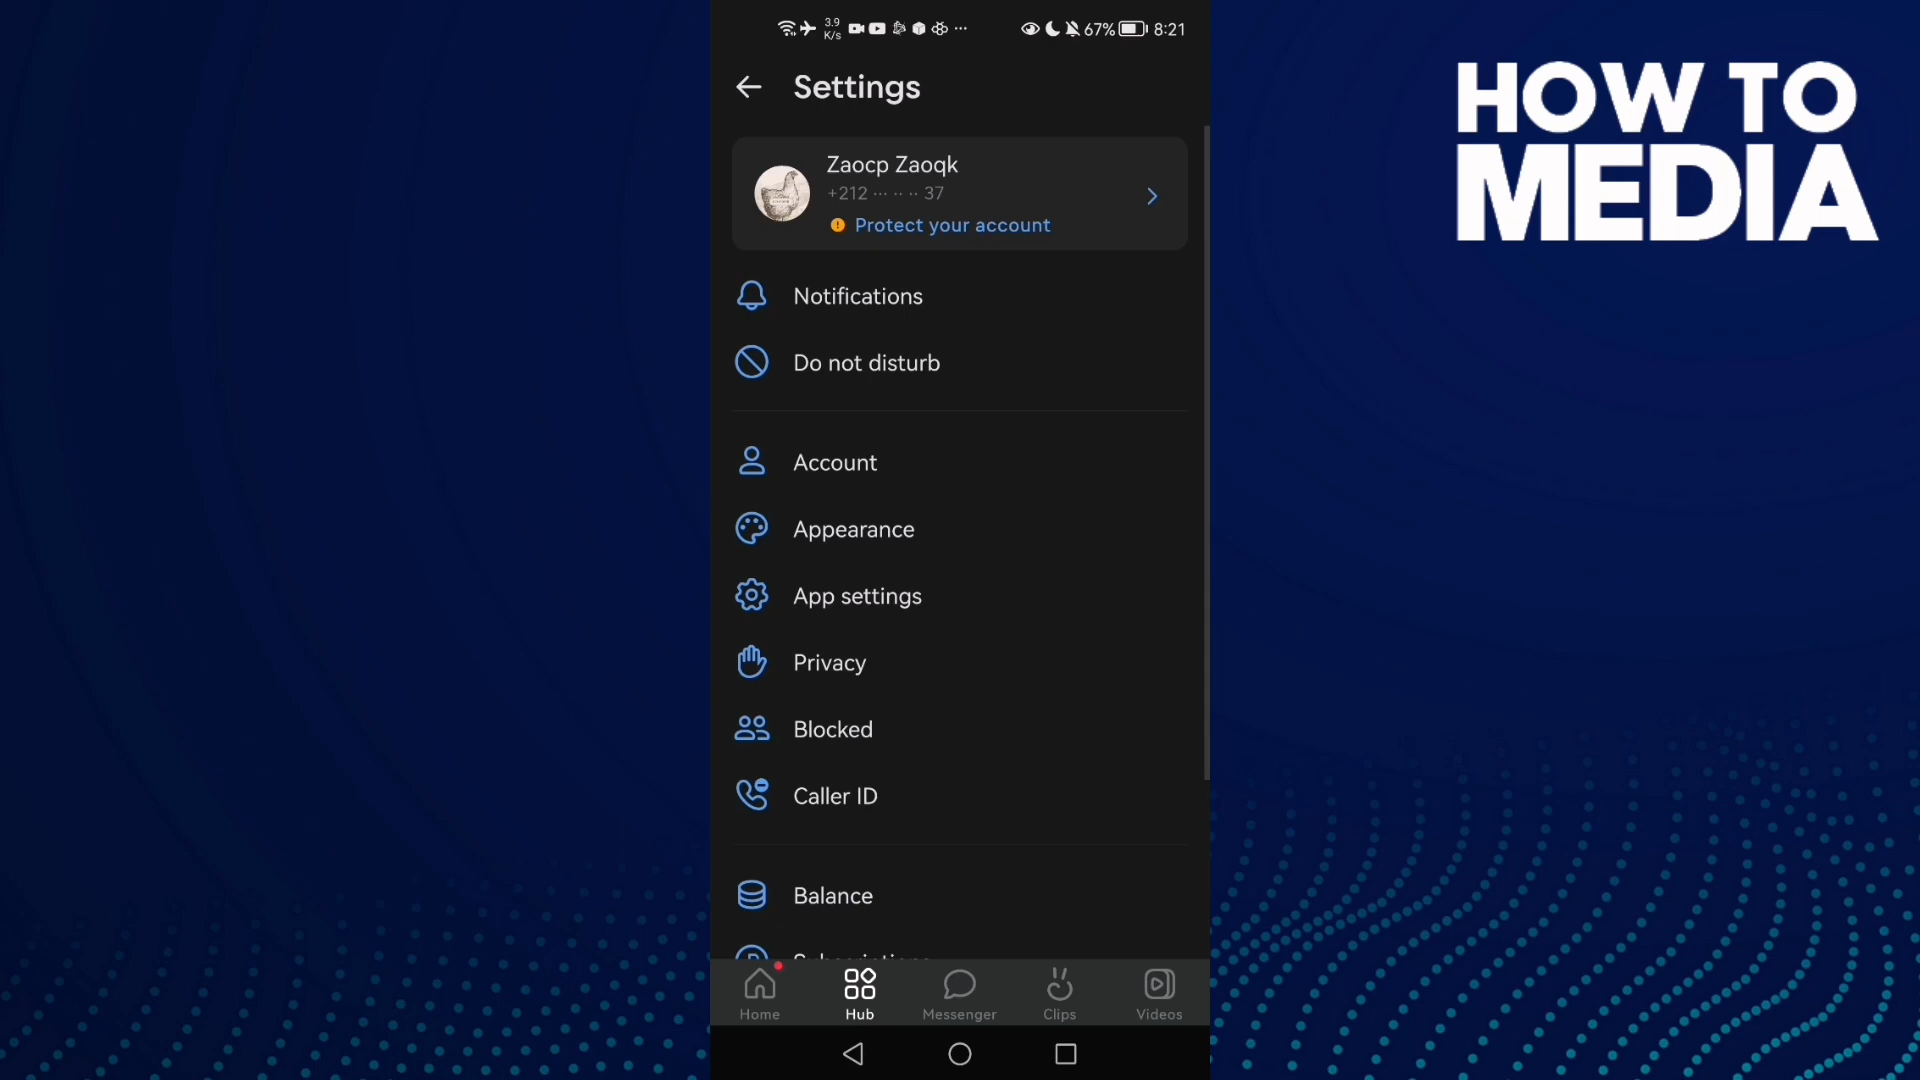 3.9
K/s
67%
8:21
Settings
Zaocp Zaoqk
+212 ··· ·· ·· 37
Protect your account
Notifications
Do not disturb
Account
Appearance
App settings
Privacy
Blocked
Caller ID
Balance
Home
Hub
Messenger
Clips
Videos
HOW TO
MEDIA